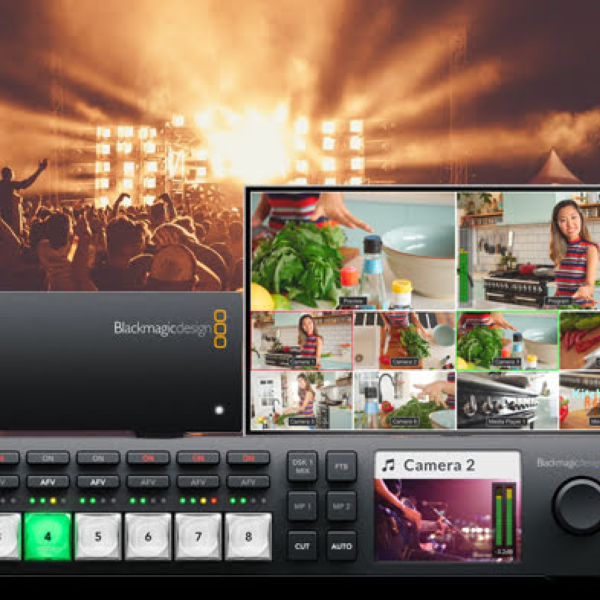 Preview
Program
Blackmagicdesign
Camera 1
Camera 2
Camera 3
Camera 5
Camera 6
Media Player 1
ON
ON
ON
ON
ON
AFV
AFV
AFV
AFV
AFV
4
5
6
7
8
DSK 1
MIX
FTB
MP 1
MP 2
CUT
AUTO
Camera 2
Blackmagicdesign